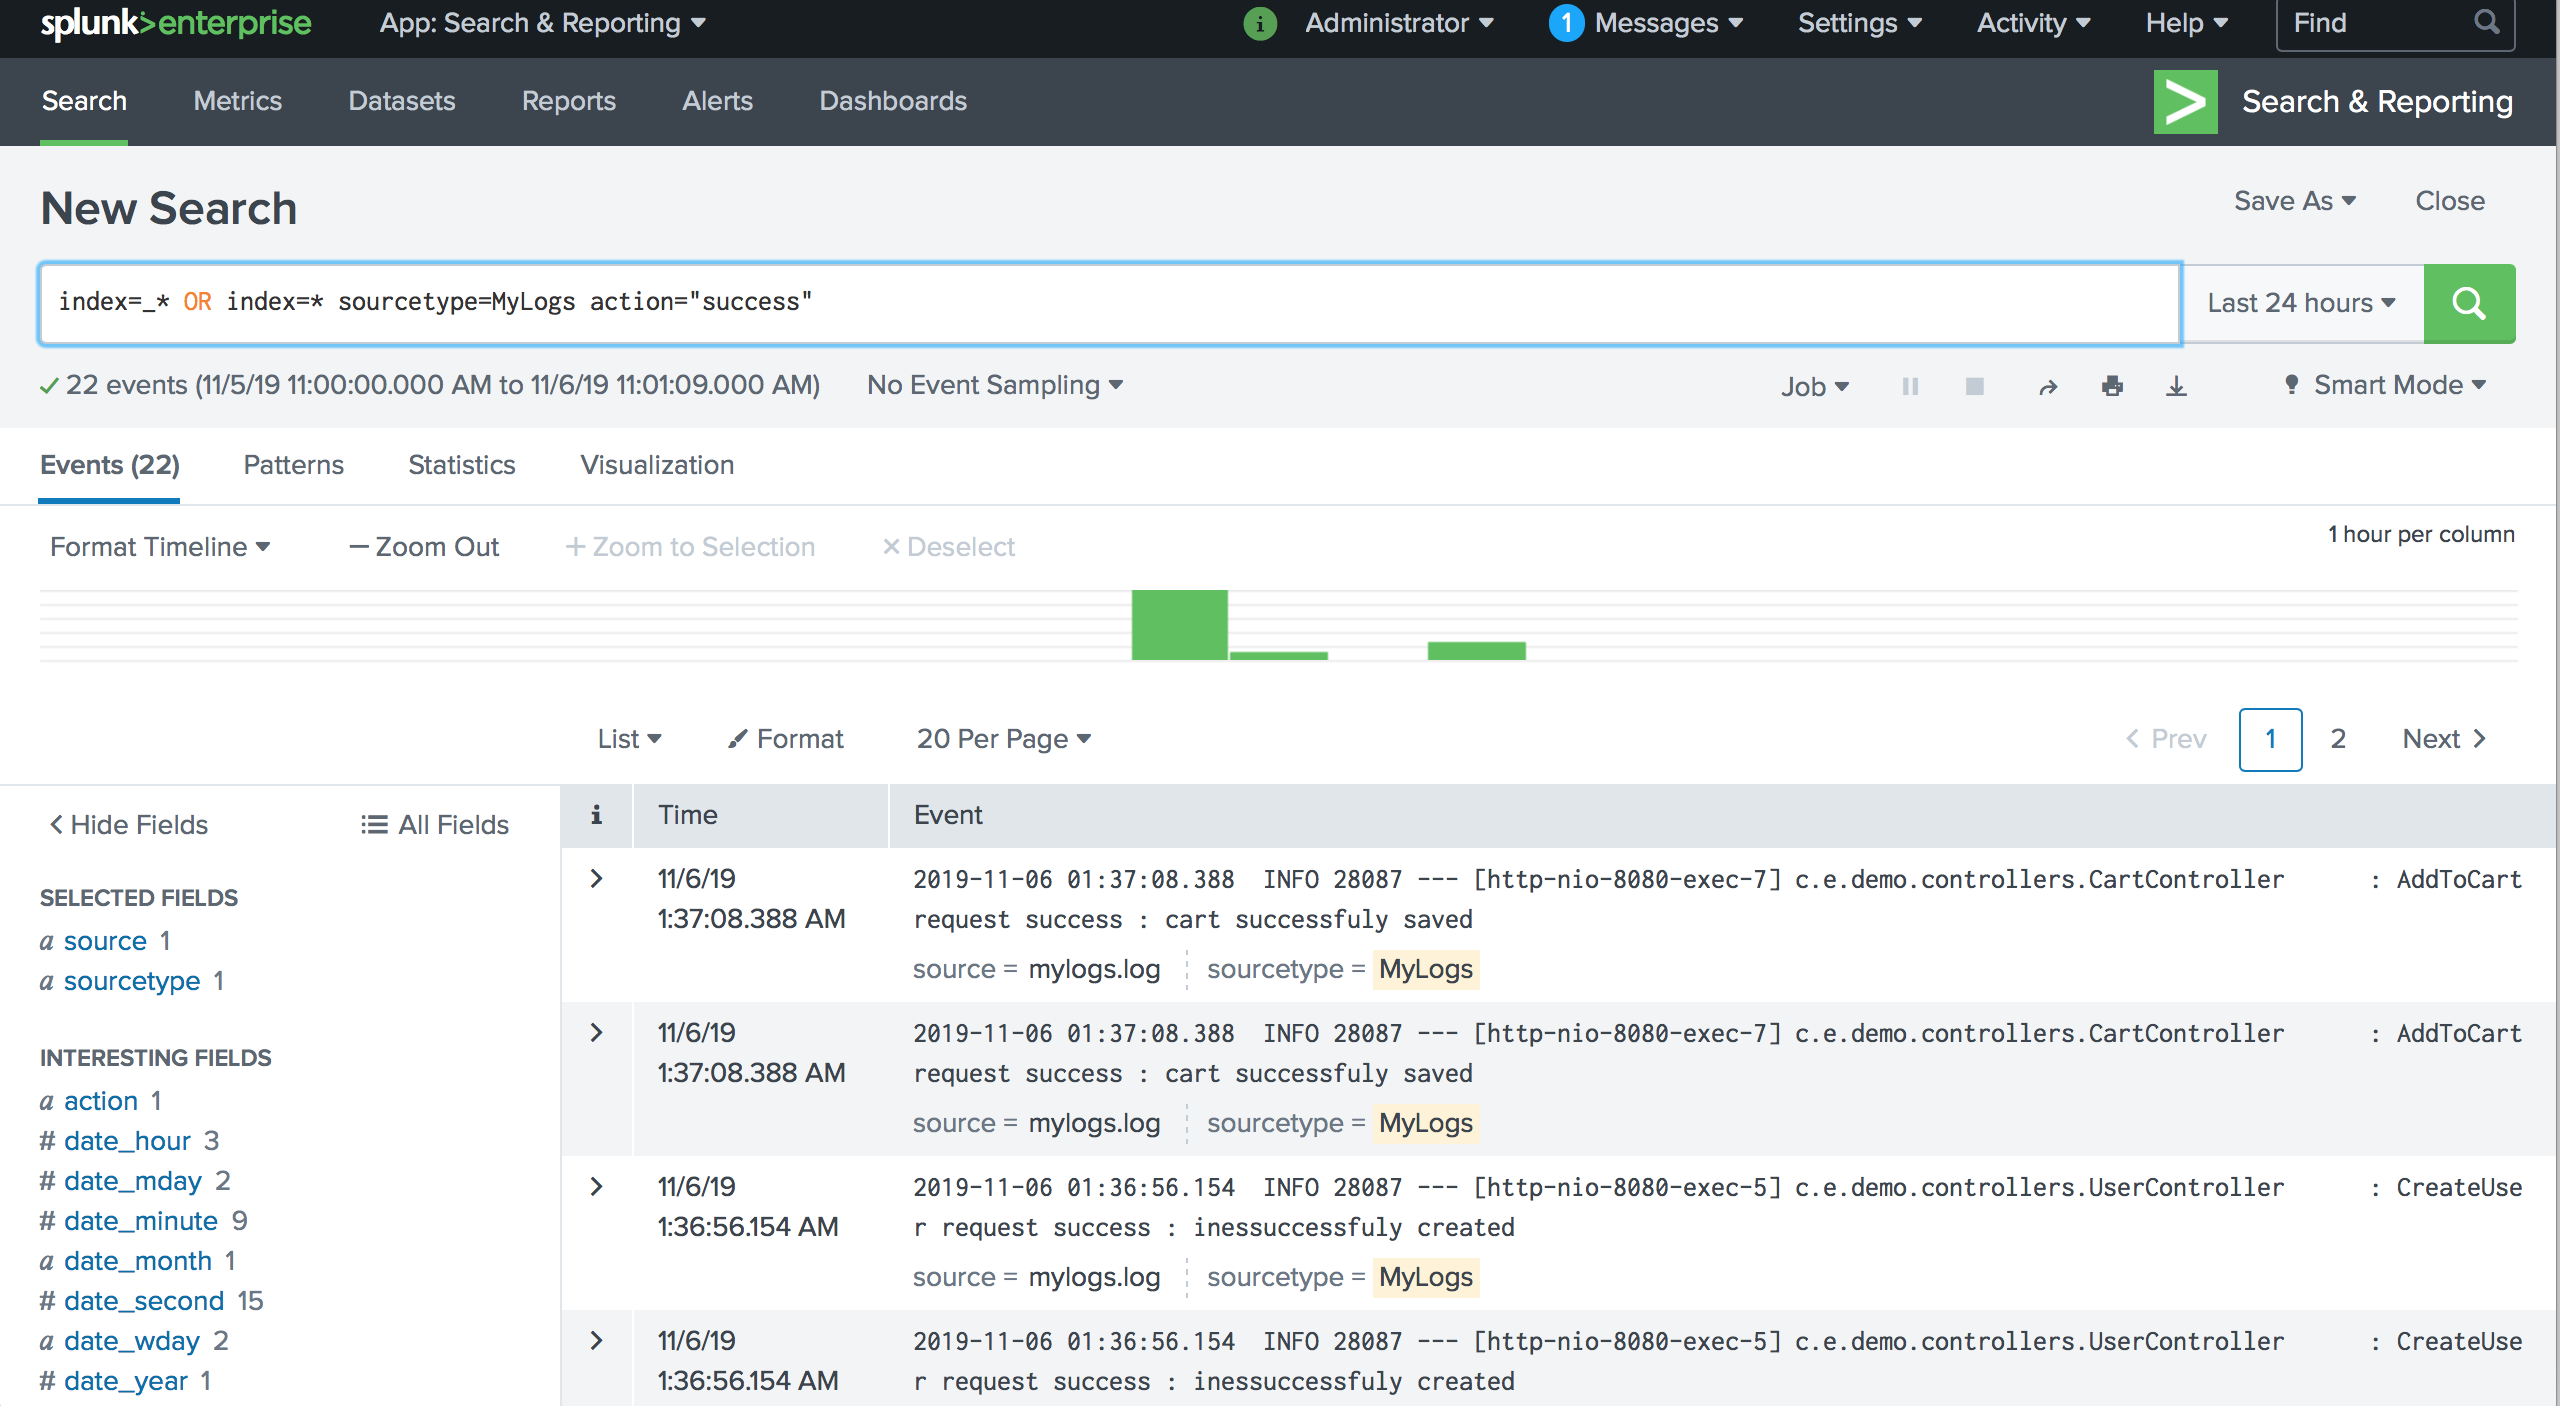 splunk>enterprise App: Search & Reporting i Administrator 1 Messages Settings Activity Help Find
Search Metrics Datasets Reports Alerts Dashboards > Search & Reporting
New Search Save As Close
index=_* OR index=* sourcetype=MyLogs action="success" Last 24 hours
22 events (11/5/19 11:00:00.000 AM to 11/6/19 11:01:09.000 AM) No Event Sampling Job Smart Mode
Events (22) Patterns Statistics Visualization
Format Timeline — Zoom Out + Zoom to Selection × Deselect 1 hour per column
List Format 20 Per Page < Prev 1 2 Next >
< Hide Fields All Fields
i Time Event
SELECTED FIELDS
a source 1
a sourcetype 1
INTERESTING FIELDS
a action 1
# date_hour 3
# date_mday 2
# date_minute 9
a date_month 1
# date_second 15
a date_wday 2
# date_year 1
> 11/6/19 2019-11-06 01:37:08.388  INFO 28087 --- [http-nio-8080-exec-7] c.e.demo.controllers.CartController      : AddToCart
1:37:08.388 AM request success : cart successfuly saved
source = mylogs.log sourcetype = MyLogs
> 11/6/19 2019-11-06 01:37:08.388  INFO 28087 --- [http-nio-8080-exec-7] c.e.demo.controllers.CartController      : AddToCart
1:37:08.388 AM request success : cart successfuly saved
source = mylogs.log sourcetype = MyLogs
> 11/6/19 2019-11-06 01:36:56.154  INFO 28087 --- [http-nio-8080-exec-5] c.e.demo.controllers.UserController      : CreateUse
1:36:56.154 AM r request success : inessuccessfuly created
source = mylogs.log sourcetype = MyLogs
> 11/6/19 2019-11-06 01:36:56.154  INFO 28087 --- [http-nio-8080-exec-5] c.e.demo.controllers.UserController      : CreateUse
1:36:56.154 AM r request success : inessuccessfuly created